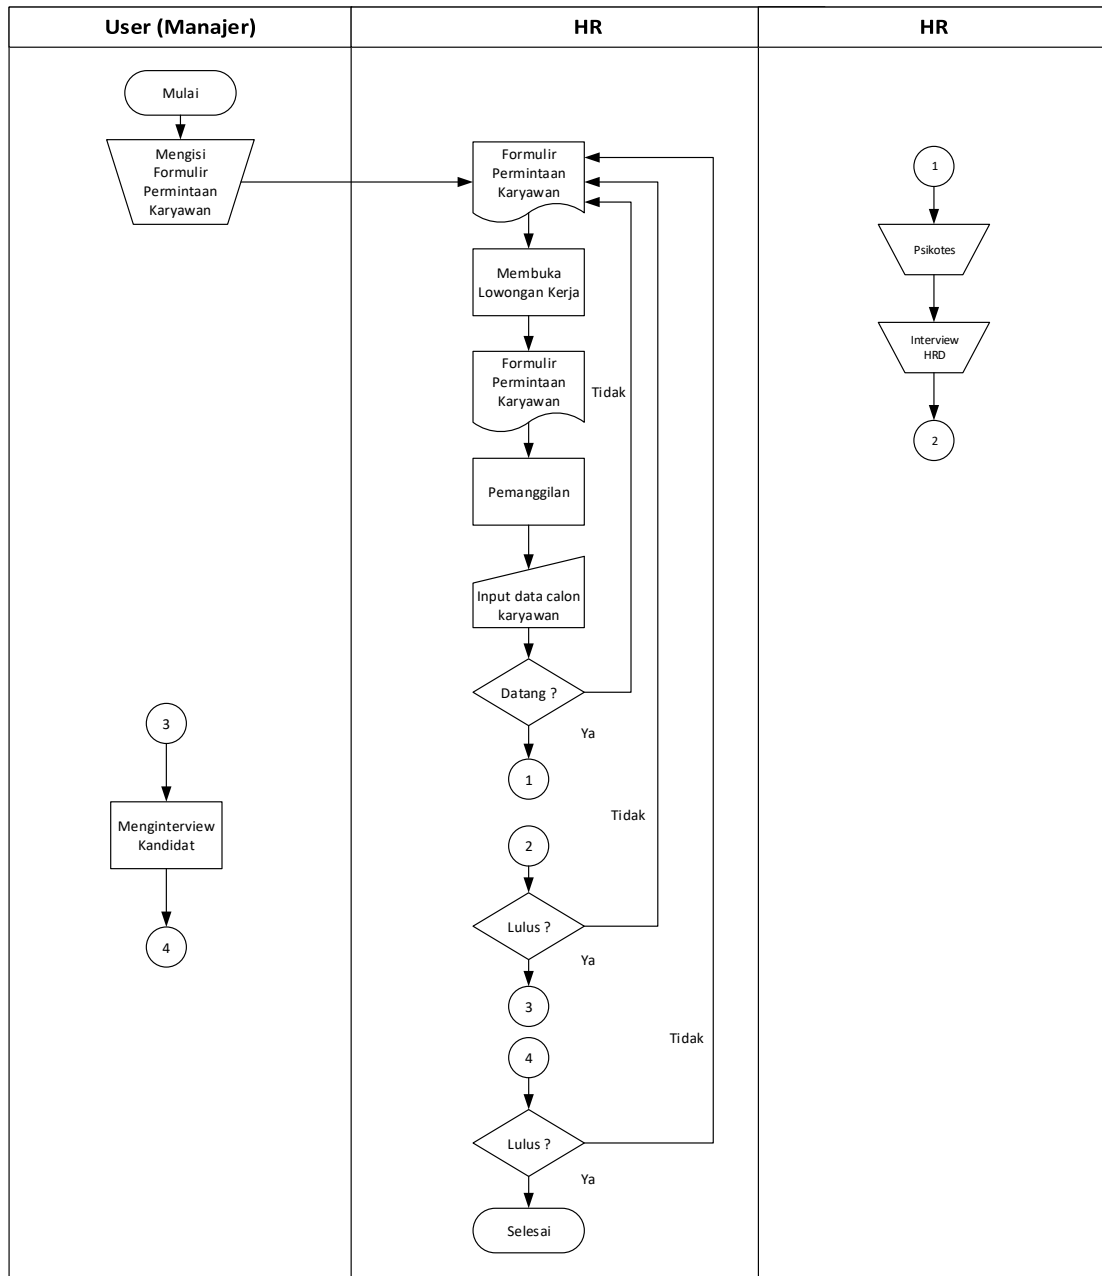 User (Manajer)
HR
HR
Mulai
Mengisi
Formulir
Permintaan
Karyawan
3
Menginterview
Kandidat
4
Formulir
Permintaan
Karyawan
Membuka
Lowongan Kerja
Formulir
Permintaan
Karyawan
Tidak
Pemanggilan
Input data calon
karyawan
Datang ?
Ya
1
Tidak
2
Lulus ?
Ya
3
Tidak
4
Lulus ?
Ya
Selesai
1
Psikotes
Interview
HRD
2